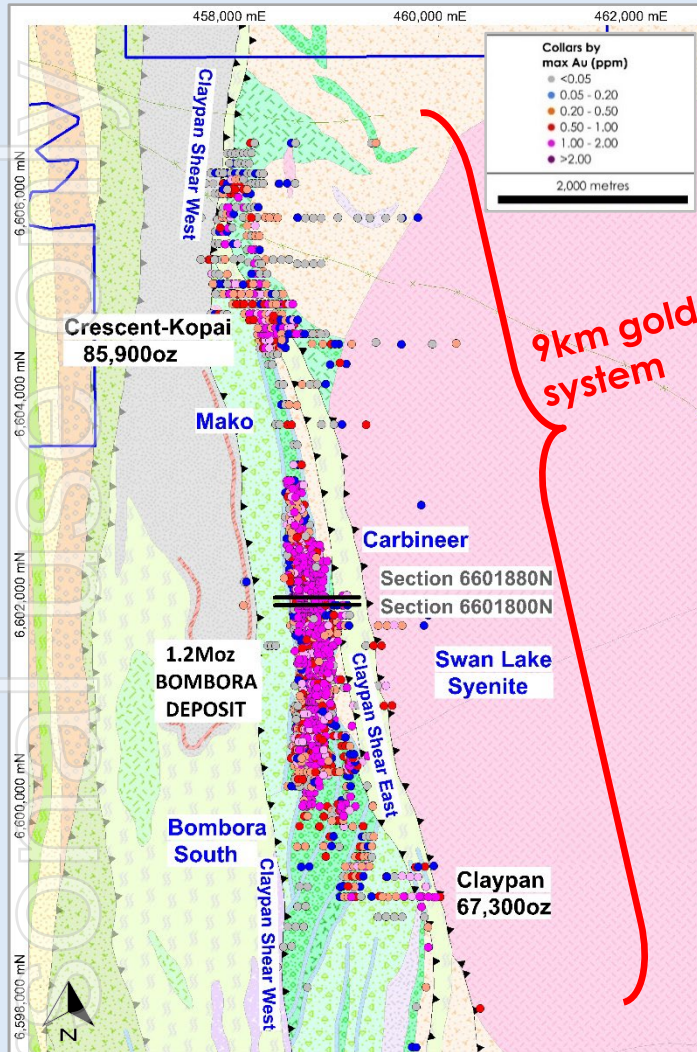 458,000 mE
460,000 mE
462,000 mE
Collars by
max Au (ppm)
<0.05
0.05 - 0.20
0.20 - 0.50
0.50 - 1.00
1.00 - 2.00
>2.00
2,000 metres
6,606,000 mN
6,604,000 mN
6,602,000 mN
6,600,000 mN
6,598,000 mN
Claypan Shear West
9km gold
system
Crescent-Kopai
85,900oz
Mako
Carbineer
Section 6601880N
Section 6601800N
1.2Moz
BOMBORA
DEPOSIT
Swan Lake
Syenite
Claypan Shear East
Bombora
South
Claypan
67,300oz
Claypan Shear West
N
sonal use only